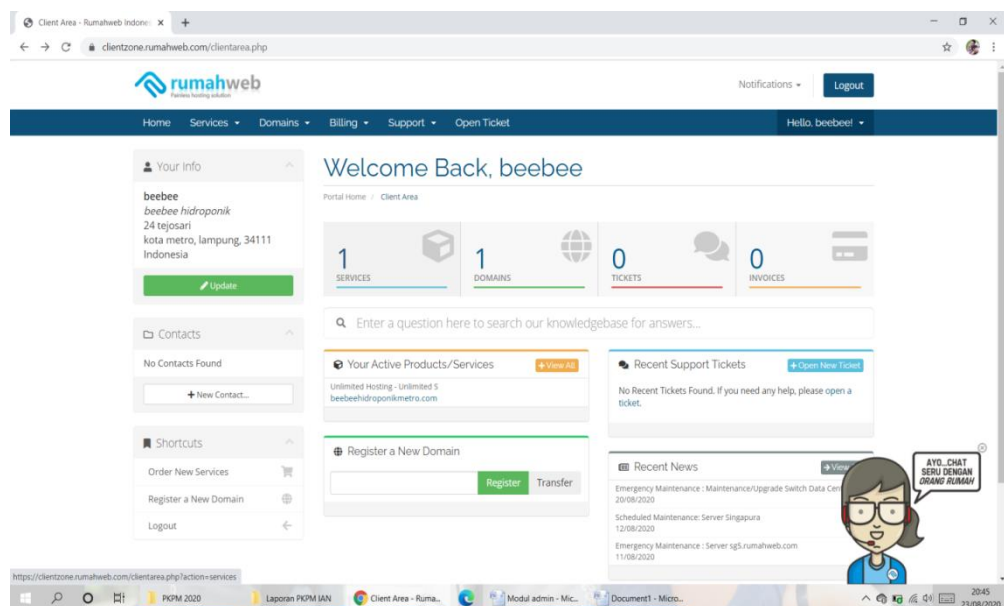 Client Area - Rumahweb Indones
clientzone.rumahweb.com/clientarea.php
rumahweb
Painless hosting solution
Notifications
Logout
Home Services Domains Billing Support Open Ticket Hello, beebee!
Your Info
beebee
beebee hidroponik
24 tejosari
kota metro, lampung, 34111
Indonesia
Update
Contacts
No Contacts Found
+ New Contact...
Shortcuts
Order New Services
Register a New Domain
Logout
Welcome Back, beebee
Portal Home / Client Area
1
SERVICES
1
DOMAINS
0
TICKETS
0
INVOICES
Enter a question here to search our knowledgebase for answers...
Your Active Products/Services
+ View All
Unlimited Hosting - Unlimited S
beebeehidroponikmetro.com
Register a New Domain
Register Transfer
Recent Support Tickets
+ Open New Ticket
No Recent Tickets Found. If you need any help, please open a
ticket.
Recent News
View
Emergency Maintenance : Maintenance/Upgrade Switch Data Cen
20/08/2020
Scheduled Maintenance: Server Singapura
12/08/2020
Emergency Maintenance : Server sg5.rumahweb.com
11/08/2020
AYO...CHAT
SERU DENGAN
ORANG RUMAH
https://clientzone.rumahweb.com/clientarea.php?action=services
PKPM 2020 Laporan PKPM IAN Client Area - Ruma... Modul admin - Mic... Document1 - Micro...
20:45
23/08/2020